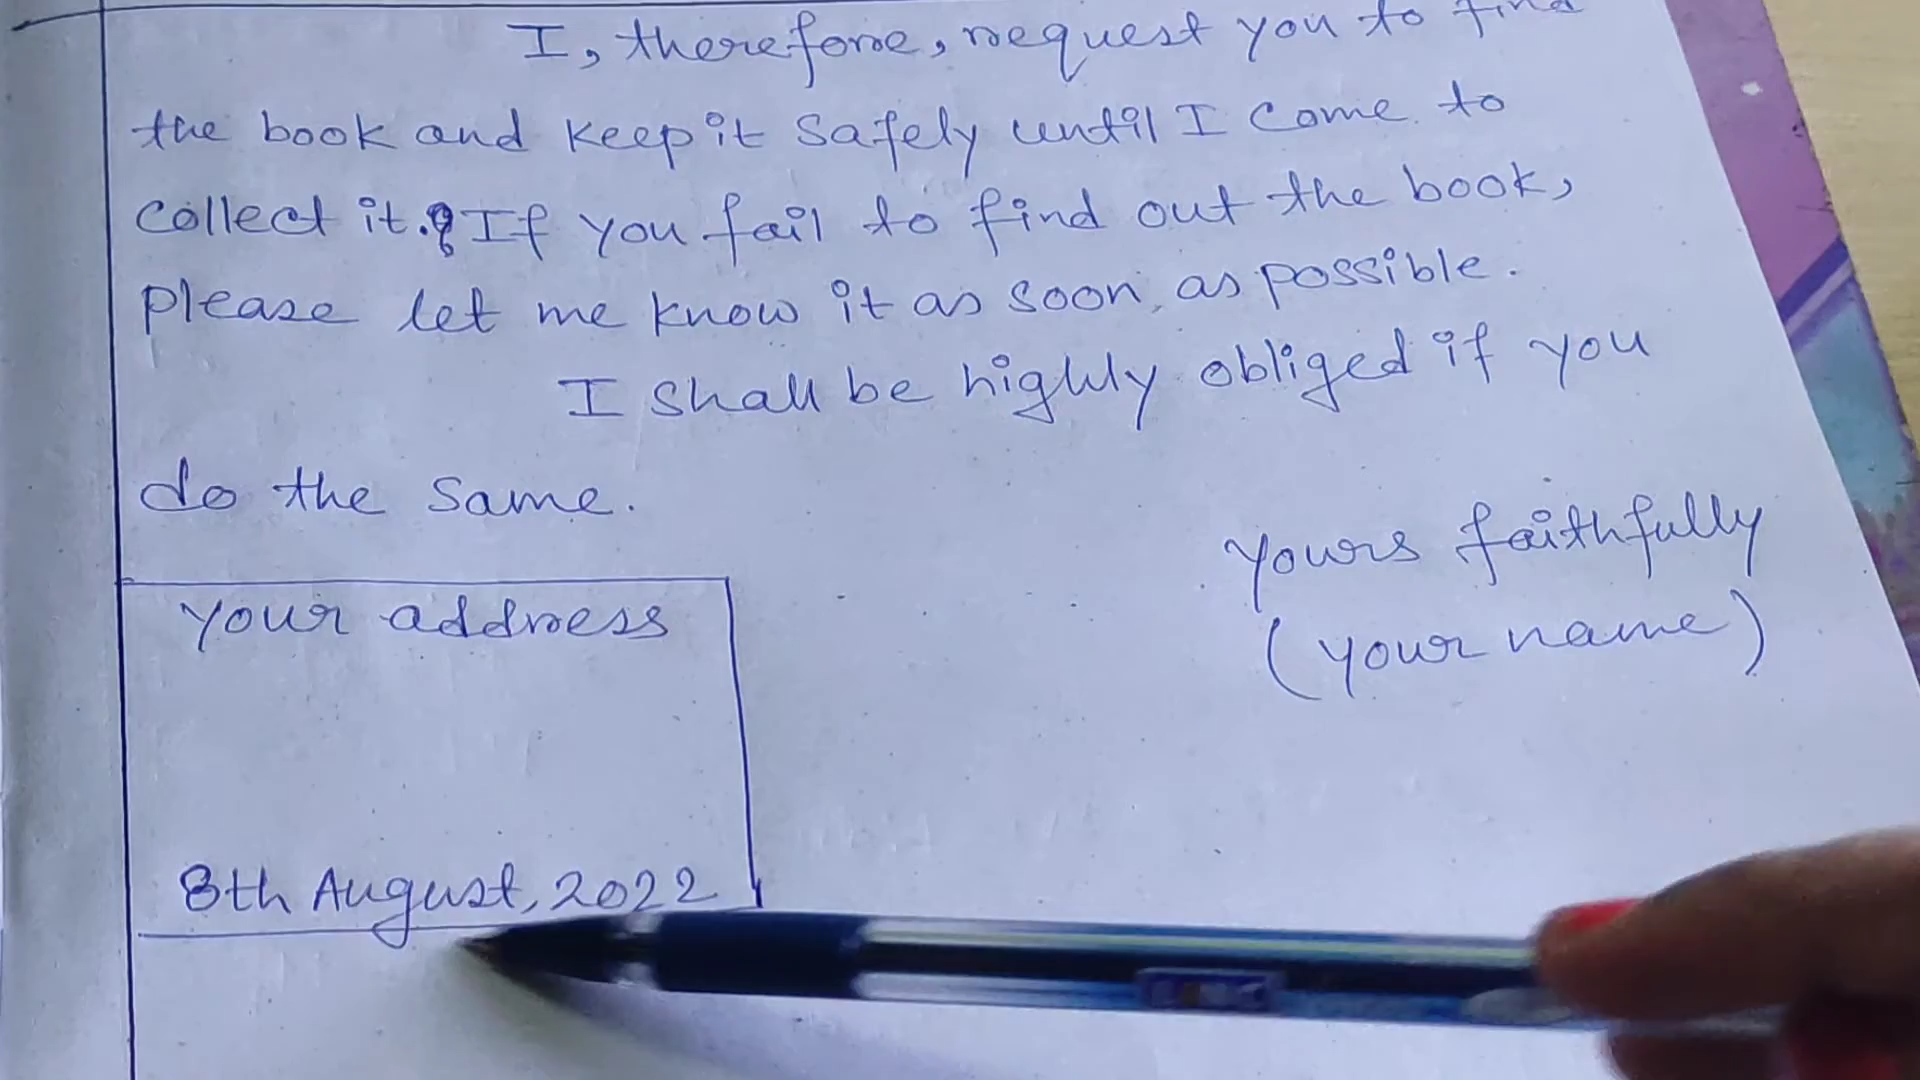 I, therefore, request you to find
the book and keep it safely until I come to
collect it. If you fail to find out the book,
please let me know it as soon as possible.
I shall be highly obliged if you
do the same.
yours faithfully
(your name)
your address
8th August, 2022